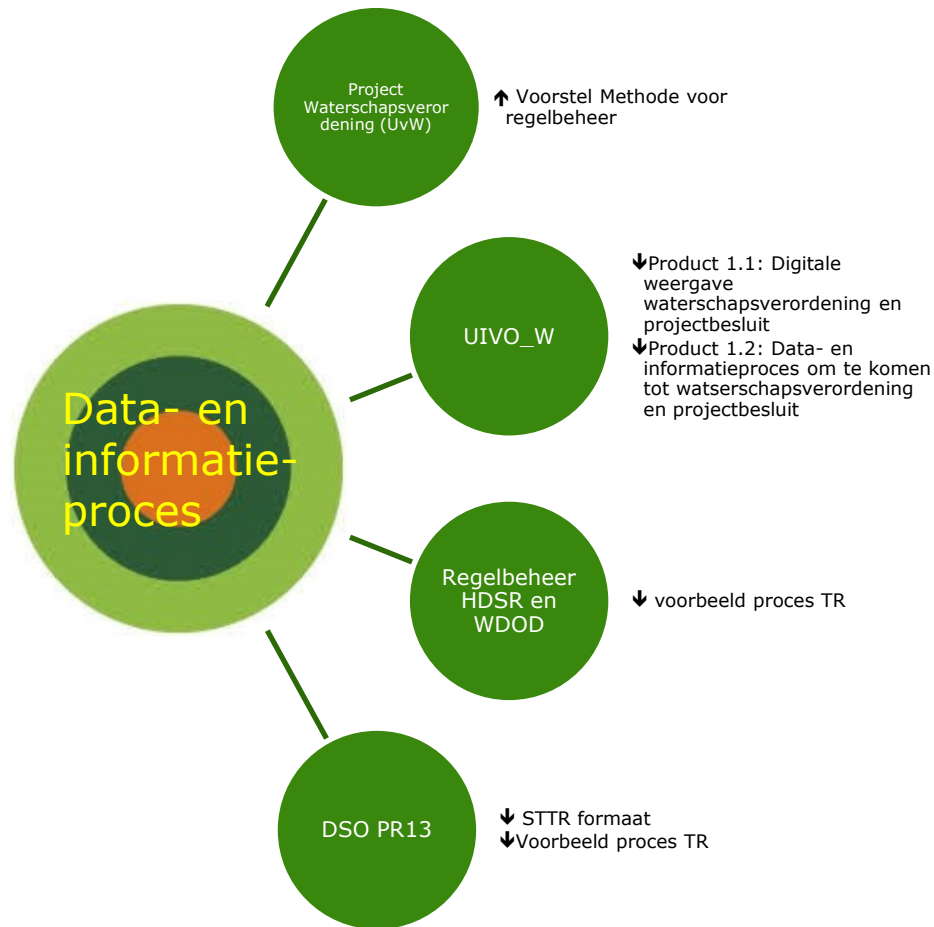 Project
Waterschapsveror
dening (UvW)
↑ Voorstel Methode voor
regelbeheer
UIVO_W
↓Product 1.1: Digitale
weergave
waterschapsverordening en
projectbesluit
↓Product 1.2: Data- en
informatieproces om te komen
tot watserschapsverordening
en projectbesluit
Data- en
informatie-
proces
Regelbeheer
HDSR en
WDOD
↓ voorbeeld proces TR
DSO PR13
↓ STTR formaat
↓Voorbeeld proces TR